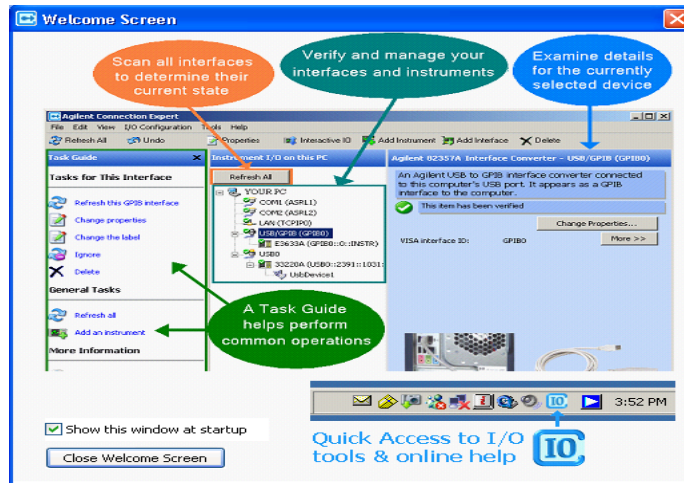 Welcome Screen
Scan all interfaces
to determine their
current state
Verify and manage your
interfaces and instruments
Examine details
for the currently
selected device
Agilent Connection Expert
File Edit View I/O Configuration Tools Help
Refresh All Undo Properties Interactive IO Add Instrument Add Interface Delete
Task Guide
Tasks for This Interface
Refresh this GPIB interface
Change properties
Change the label
Ignore
Delete
General Tasks
Refresh all
Add an instrument
More Information
Instrument I/O on this PC
Refresh All
YOUR PC
COM1 (ASRL1)
COM2 (ASRL2)
LAN (TCPIP0)
USB/GPIB (GPIB0)
E3633A (GPIB0::0::INSTR)
USB0
33220A (USB0::2391::1031:
UsbDevice1
Agilent 82357A Interface Converter - USB/GPIB (GPIB0)
An Agilent USB to GPIB interface converter connected
to this computer's USB port. It appears as a GPIB
interface to the computer.
This item has been verified
Change Properties...
VISA interface ID: GPIB0
More >>
A Task Guide
helps perform
common operations
3:52 PM
Show this window at startup
Quick Access to I/O
tools & online help
IO
Close Welcome Screen